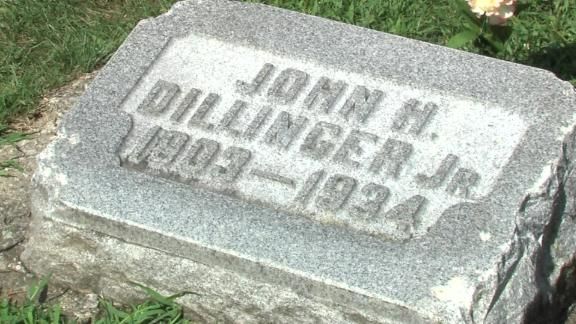 JOHN H.
DILLINGER JR
1903-1934